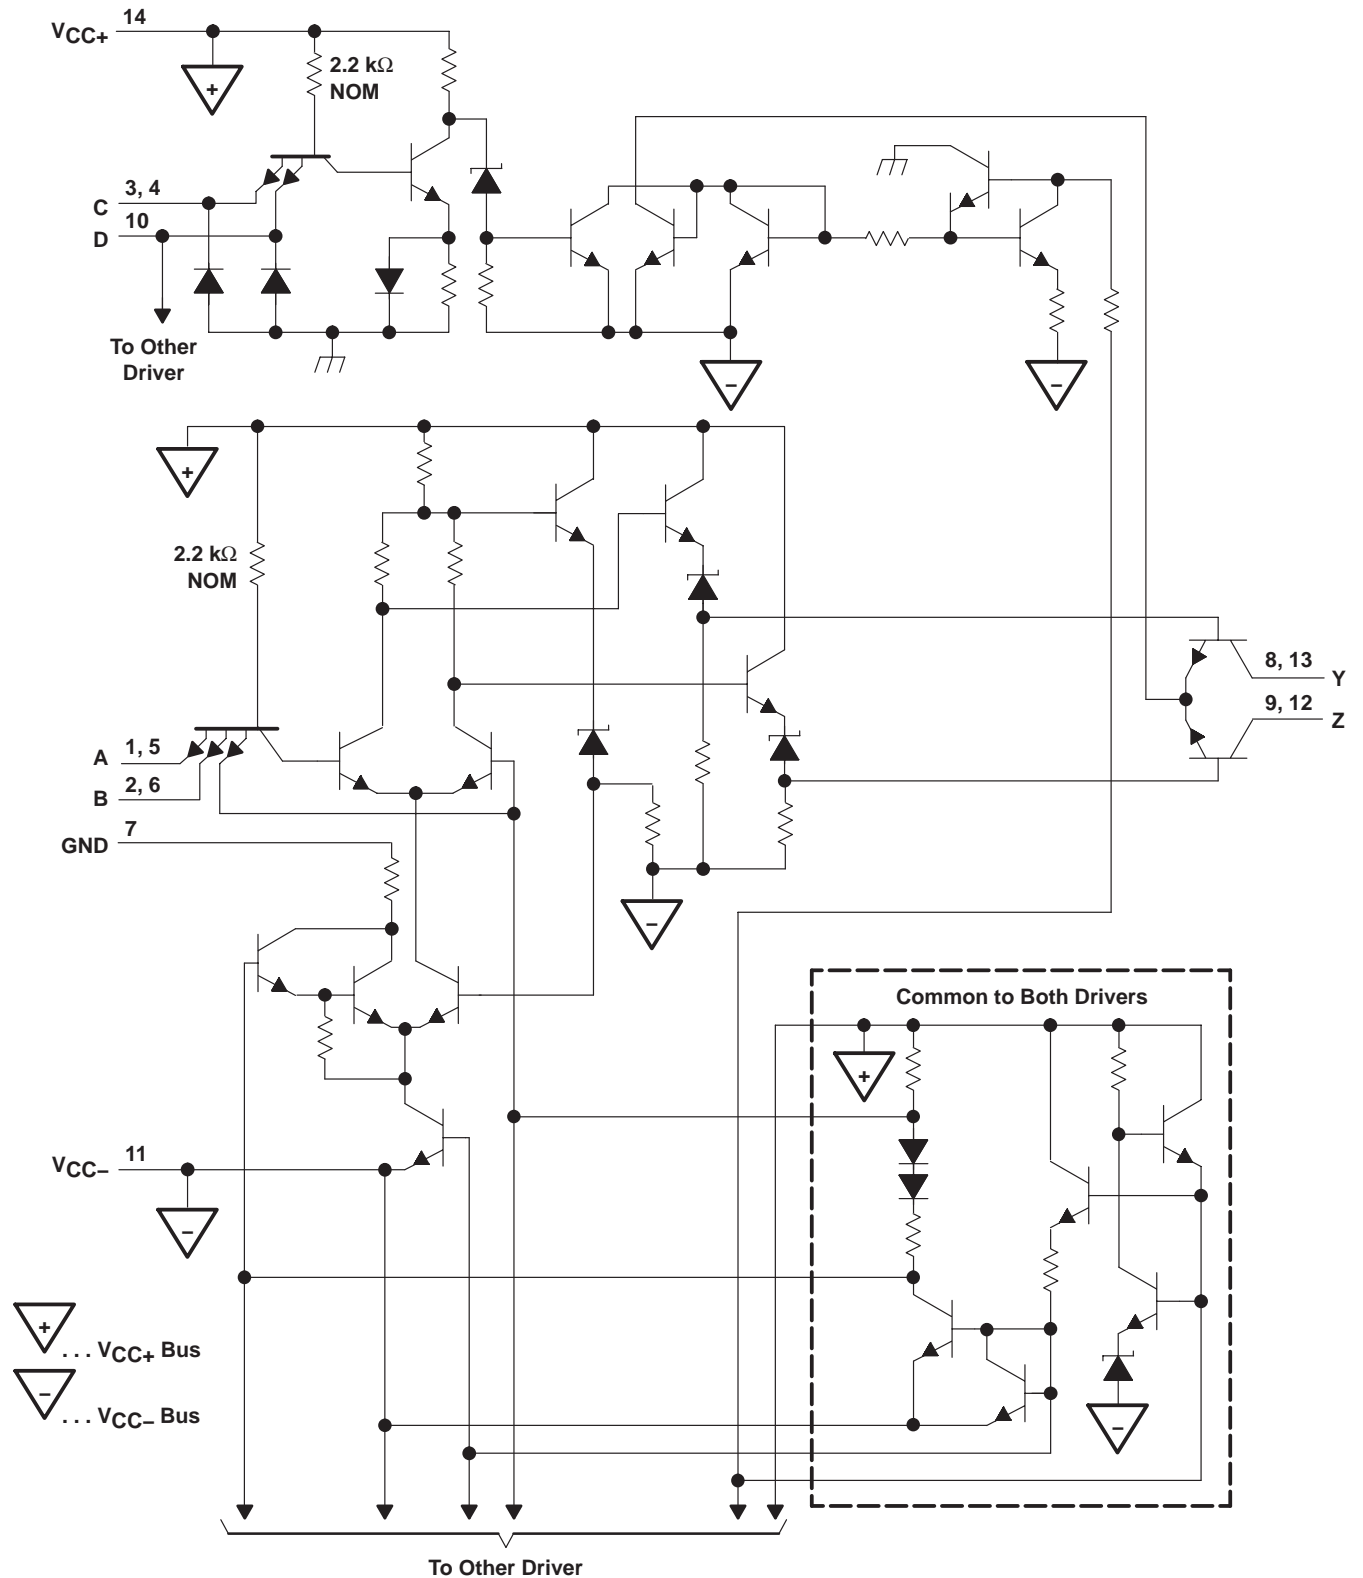 VCC+ 14
2.2 kΩ
NOM
+
C 3, 4
D 10
To Other
Driver
−
−
+
2.2 kΩ
NOM
8, 13
Y
9, 12
Z
A 1, 5
B 2, 6
GND 7
−
Common to Both Drivers
+
VCC− 11
−
−
+ . . . VCC+ Bus
− . . . VCC− Bus
To Other Driver